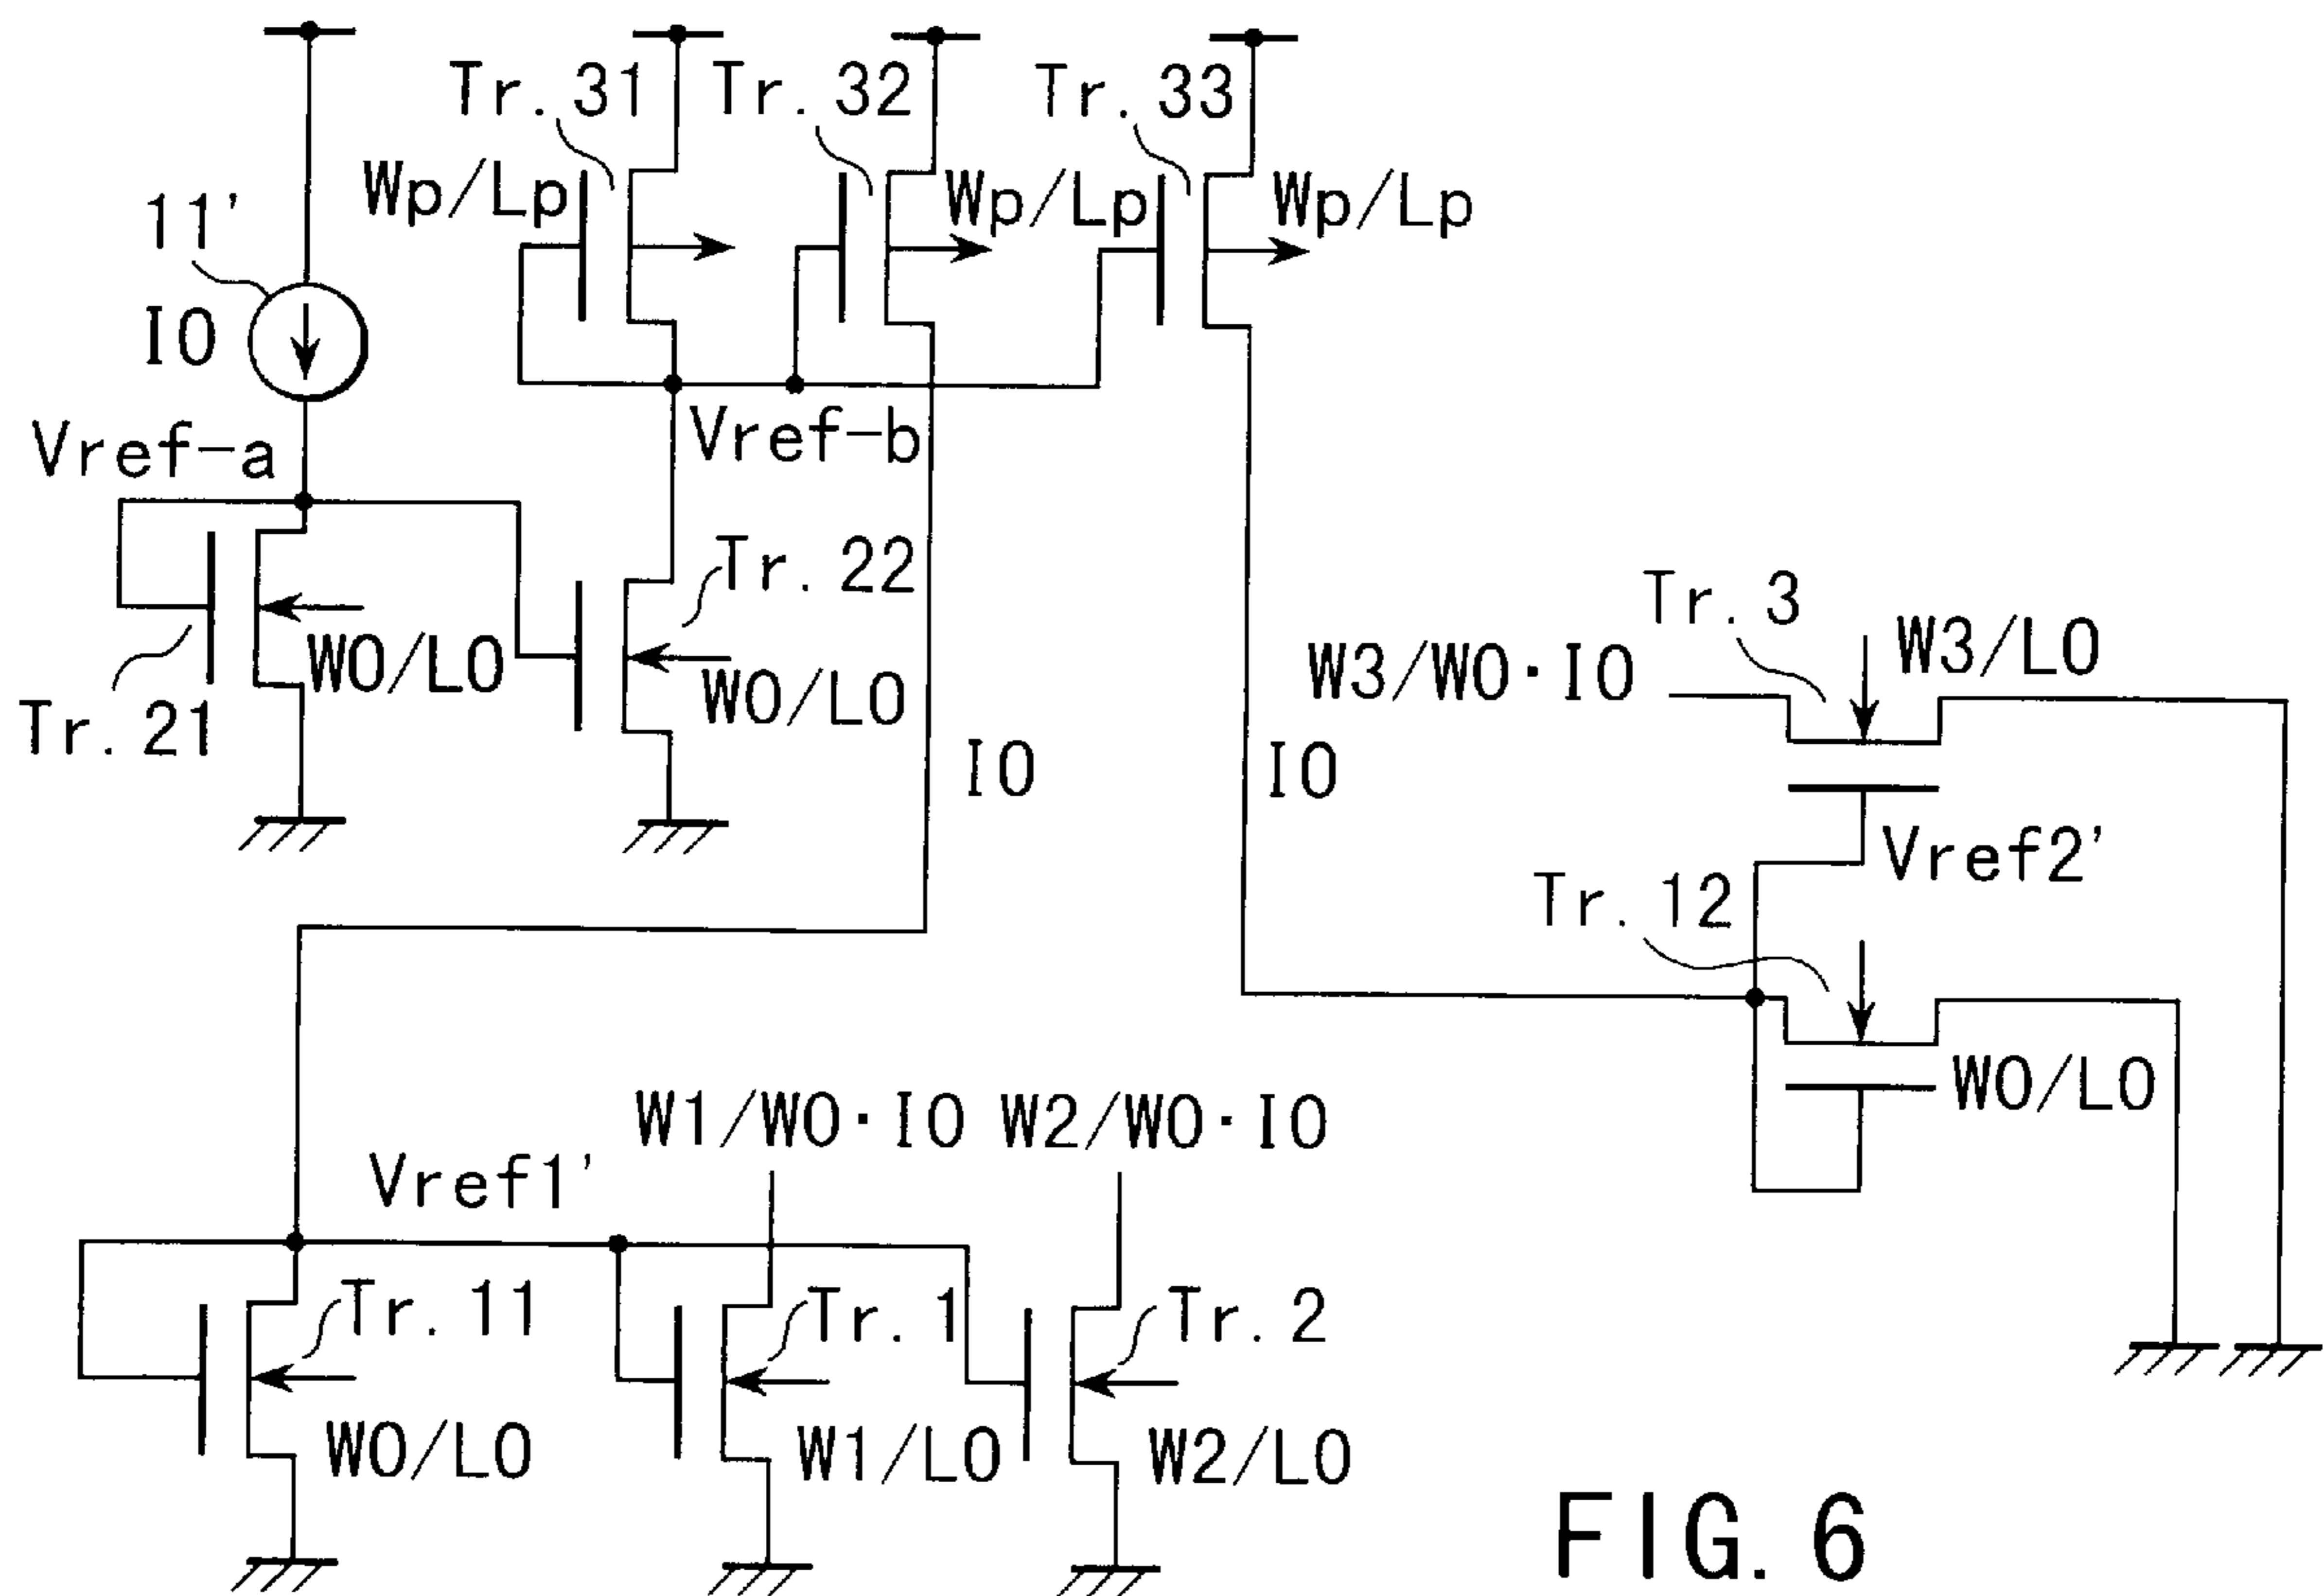 Tr. 31
Tr. 32
Tr. 33
Wp/Lp
Wp/Lp
Wp/Lp
11'
I0
Vref-a
Vref-b
Tr. 22
W0/L0
W0/L0
Tr. 21
Tr. 3
W3/L0
W3/W0·I0
I0
I0
Vref2'
Tr. 12
W0/L0
W1/W0·I0
W2/W0·I0
Vref1'
Tr. 11
Tr. 1
Tr. 2
W0/L0
W1/L0
W2/L0
FIG. 6